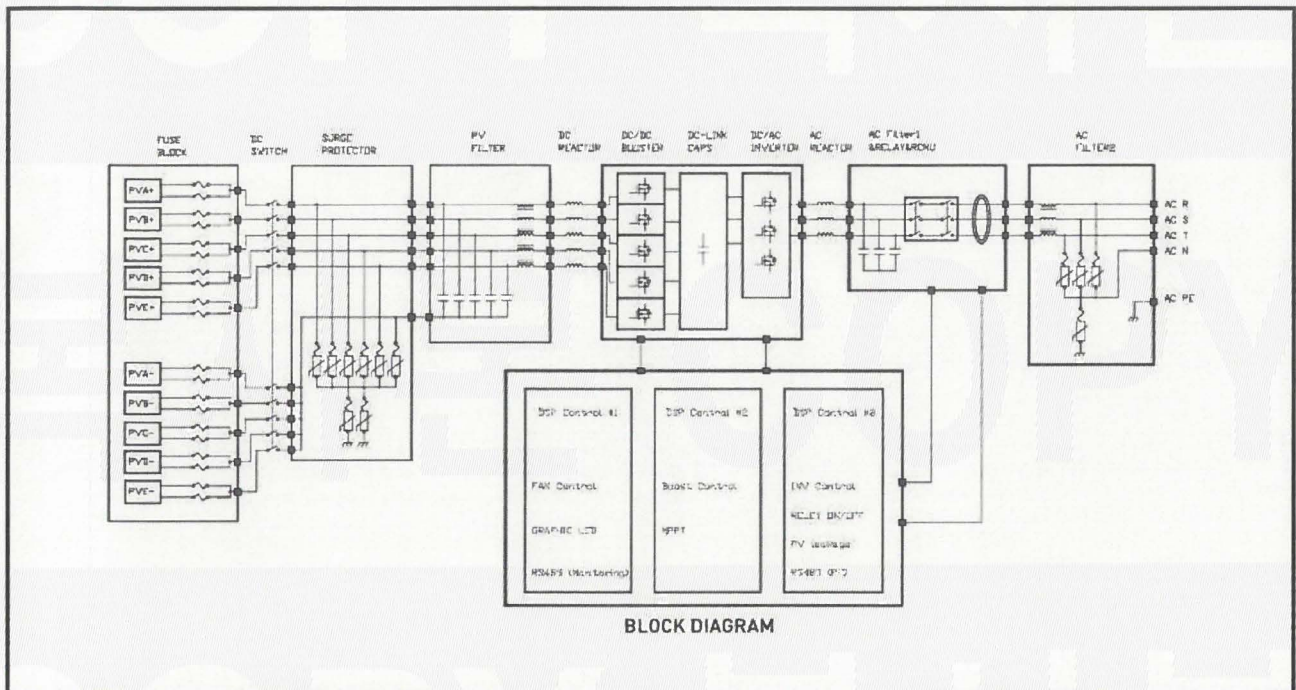 FUSE BLOCK
DC SWITCH
SURGE PROTECTOR
PV FILTER
DC REACTOR
DC/DC BOOSTER
DC-LINK CAPS
DC/AC INVERTER
AC REACTOR
AC Filter1 &RELAY&RCMU
AC FILTER2
PVA+
PVB+
PVC+
PVD+
PVE+
PVA-
PVB-
PVC-
PVD-
PVE-
AC R
AC S
AC T
AC N
AC PE
DSP Control #1
FAN Control
GRAPHIC LCD
RS485 (Monitoring)
DSP Control #2
Boost Control
MPPT
DSP Control #3
INV Control
RELAY ON/OFF
PV leakage
RS485
BLOCK DIAGRAM
COPY